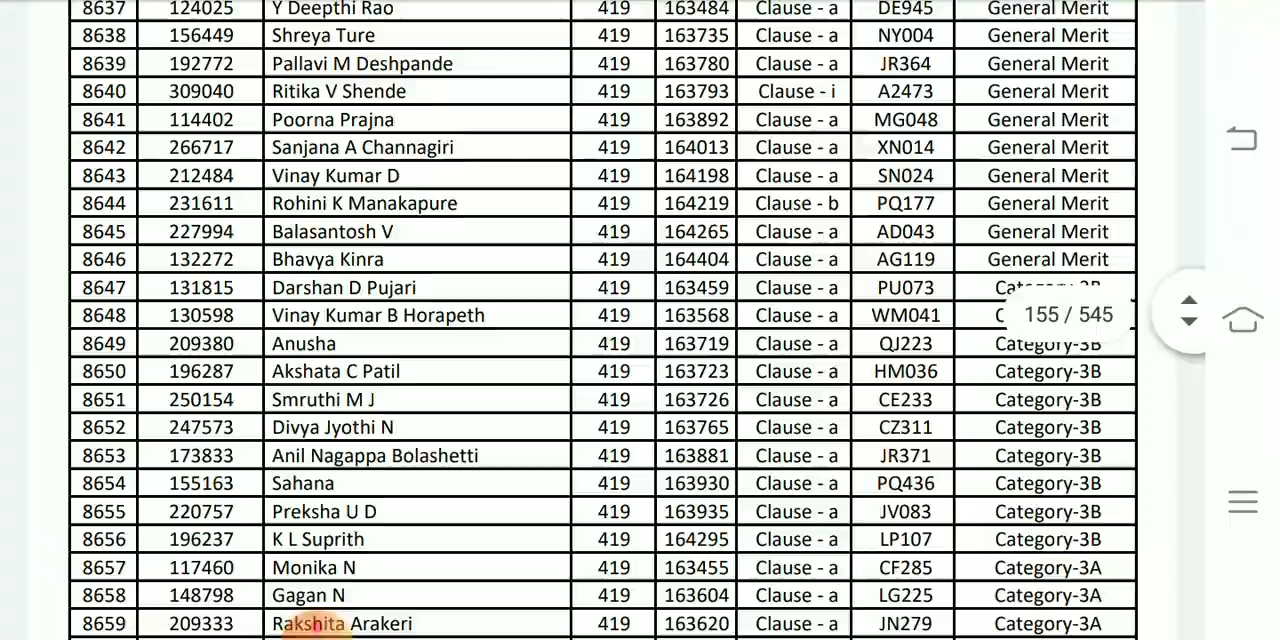 8637 124025 Y Deepthi Rao 419 163484 Clause - a DE945 General Merit
8638 156449 Shreya Ture 419 163735 Clause - a NY004 General Merit
8639 192772 Pallavi M Deshpande 419 163780 Clause - a JR364 General Merit
8640 309040 Ritika V Shende 419 163793 Clause - i A2473 General Merit
8641 114402 Poorna Prajna 419 163892 Clause - a MG048 General Merit
8642 266717 Sanjana A Channagiri 419 164013 Clause - a XN014 General Merit
8643 212484 Vinay Kumar D 419 164198 Clause - a SN024 General Merit
8644 231611 Rohini K Manakapure 419 164219 Clause - b PQ177 General Merit
8645 227994 Balasantosh V 419 164265 Clause - a AD043 General Merit
8646 132272 Bhavya Kinra 419 164404 Clause - a AG119 General Merit
8647 131815 Darshan D Pujari 419 163459 Clause - a PU073
8648 130598 Vinay Kumar B Horapeth 419 163568 Clause - a WM041 155 / 545
8649 209380 Anusha 419 163719 Clause - a QJ223 Category-3B
8650 196287 Akshata C Patil 419 163723 Clause - a HM036 Category-3B
8651 250154 Smruthi M J 419 163726 Clause - a CE233 Category-3B
8652 247573 Divya Jyothi N 419 163765 Clause - a CZ311 Category-3B
8653 173833 Anil Nagappa Bolashetti 419 163881 Clause - a JR371 Category-3B
8654 155163 Sahana 419 163930 Clause - a PQ436 Category-3B
8655 220757 Preksha U D 419 163935 Clause - a JV083 Category-3B
8656 196237 K L Suprith 419 164295 Clause - a LP107 Category-3B
8657 117460 Monika N 419 163455 Clause - a CF285 Category-3A
8658 148798 Gagan N 419 163604 Clause - a LG225 Category-3A
8659 209333 Rakshita Arakeri 419 163620 Clause - a JN279 Category-3A